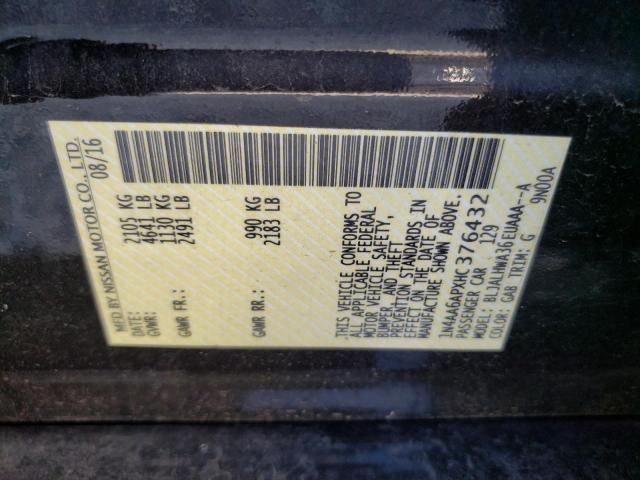 MFD BY NISSAN MOTOR CO., LTD.
08/16
GVWR: 2105 KG
4641 LB
GAWR FR: 1130 KG
2491 LB
GAWR RR: 990 KG
2183 LB
THIS VEHICLE CONFORMS TO
ALL APPLICABLE FEDERAL
MOTOR VEHICLE SAFETY,
BUMPER, AND THEFT
PREVENTION STANDARDS IN
EFFECT ON THE DATE OF
MANUFACTURE SHOWN ABOVE.
1N4AA6APXHC376432
PASSENGER CAR 129
MODEL: BLJALHWA36EUAAA--A
COLOR: GAB TRIM: G 9N00A